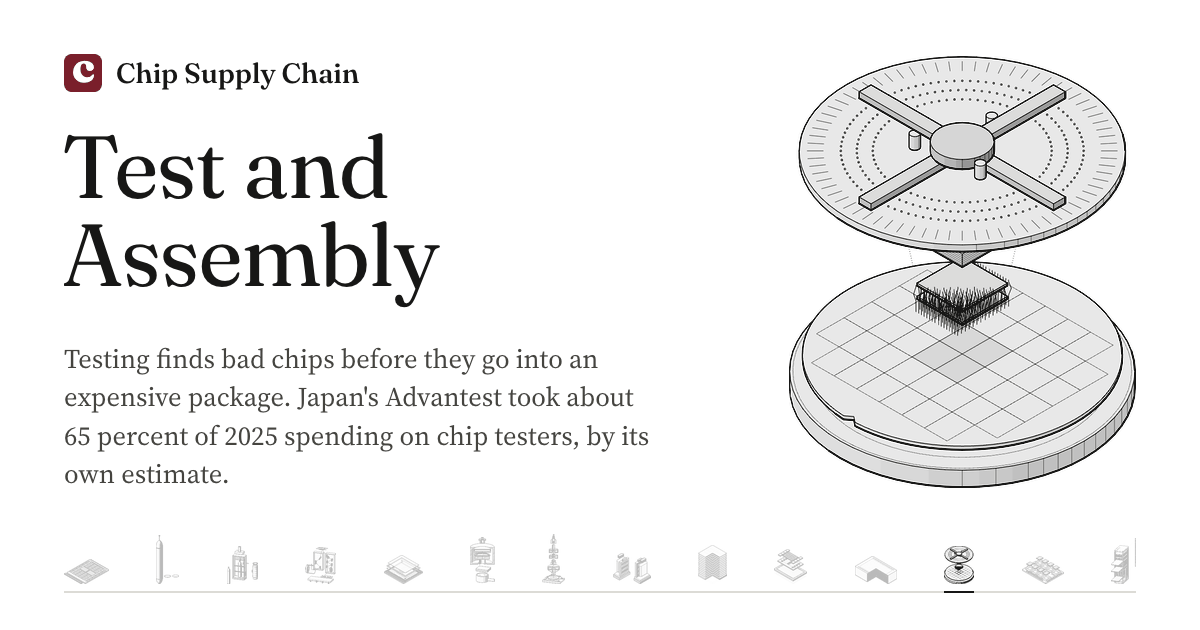 C Chip Supply Chain
Test and
Assembly
Testing finds bad chips before they go into an
expensive package. Japan's Advantest took about
65 percent of 2025 spending on chip testers, by its
own estimate.